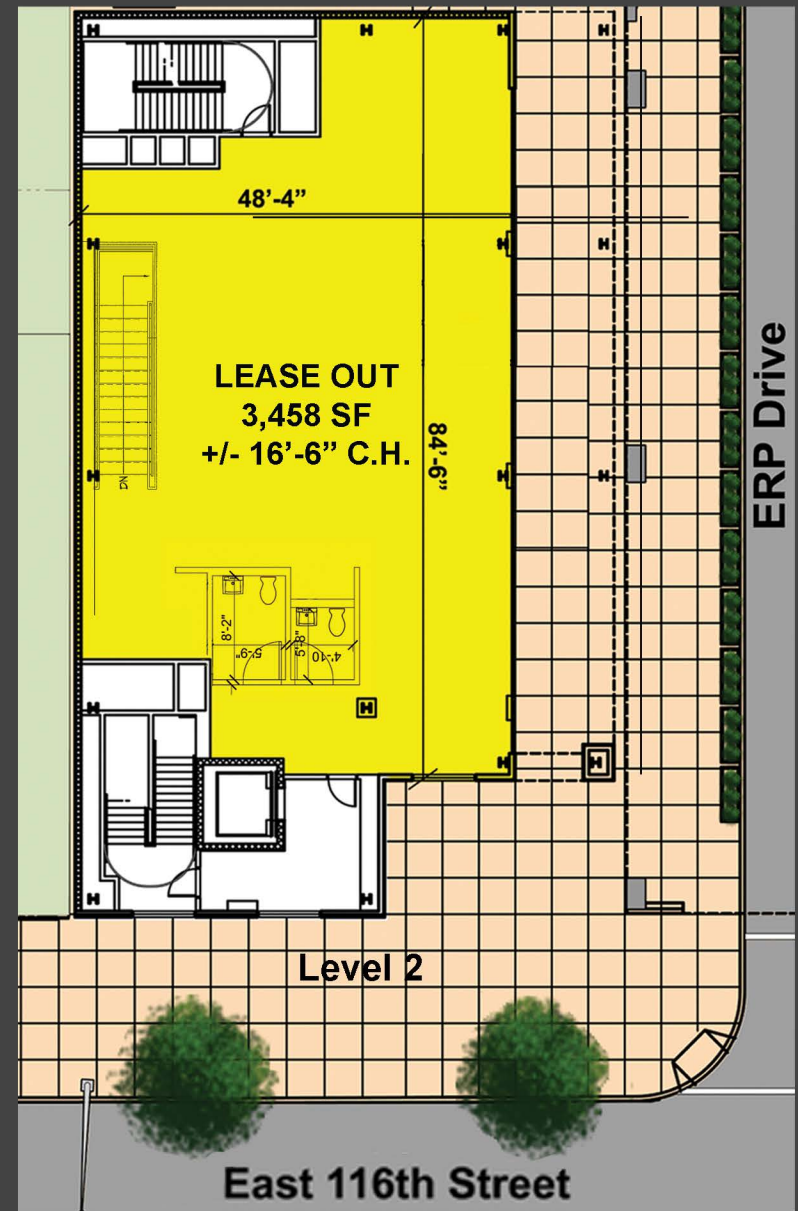 48’-4”
LEASE OUT
3,458 SF
+/- 16’-6” C.H.
84’-6”
ERP Drive
DN
8'-2"
5'-9"
5'-8"
4'-10
Level 2
East 116th Street